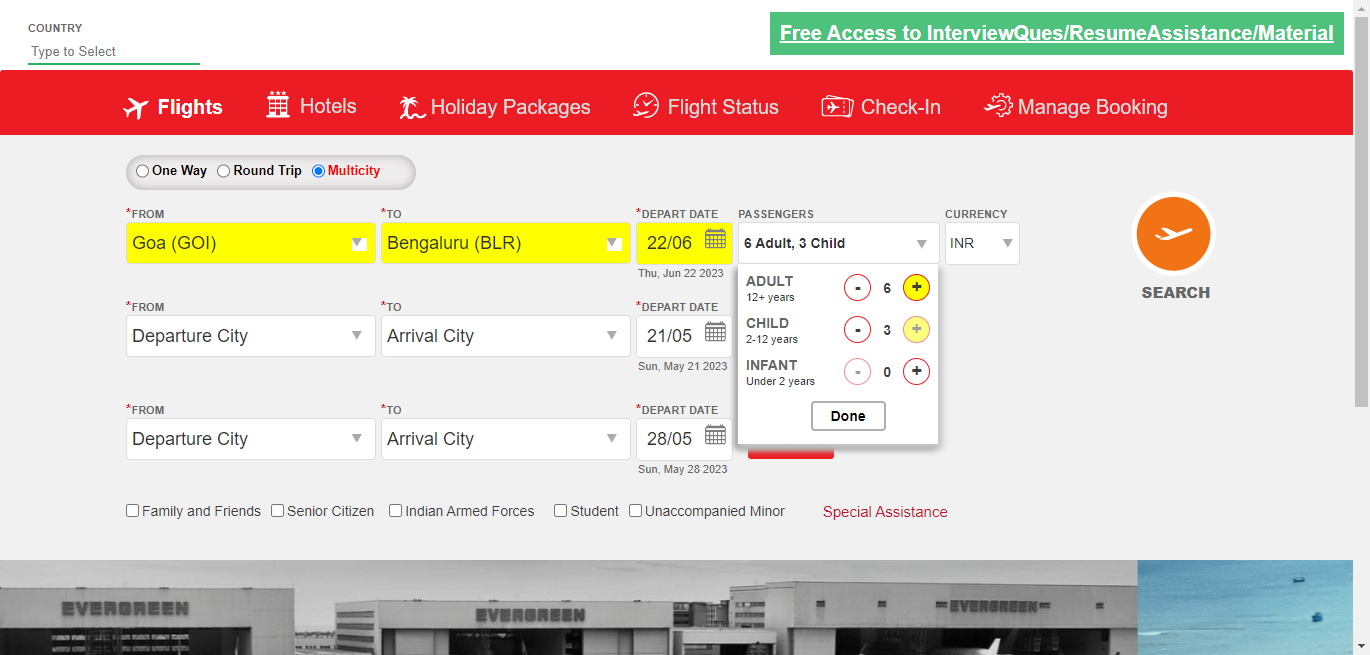 COUNTRY
Type to Select
Free Access to InterviewQues/ResumeAssistance/Material
Flights Hotels Holiday Packages Flight Status Check-In Manage Booking
One Way Round Trip Multicity
*FROM *TO *DEPART DATE PASSENGERS CURRENCY
Goa (GOI) Bengaluru (BLR) 22/06 6 Adult, 3 Child INR
Thu, Jun 22 2023
SEARCH
ADULT
12+ years
- 6 +
CHILD
2-12 years
- 3 +
INFANT
Under 2 years
- 0 +
Done
*FROM *TO *DEPART DATE
Departure City Arrival City 21/05
Sun, May 21 2023
*FROM *TO *DEPART DATE
Departure City Arrival City 28/05
Sun, May 28 2023
Family and Friends Senior Citizen Indian Armed Forces Student Unaccompanied Minor Special Assistance
EVERGREEN EVERGREEN EVERGREEN